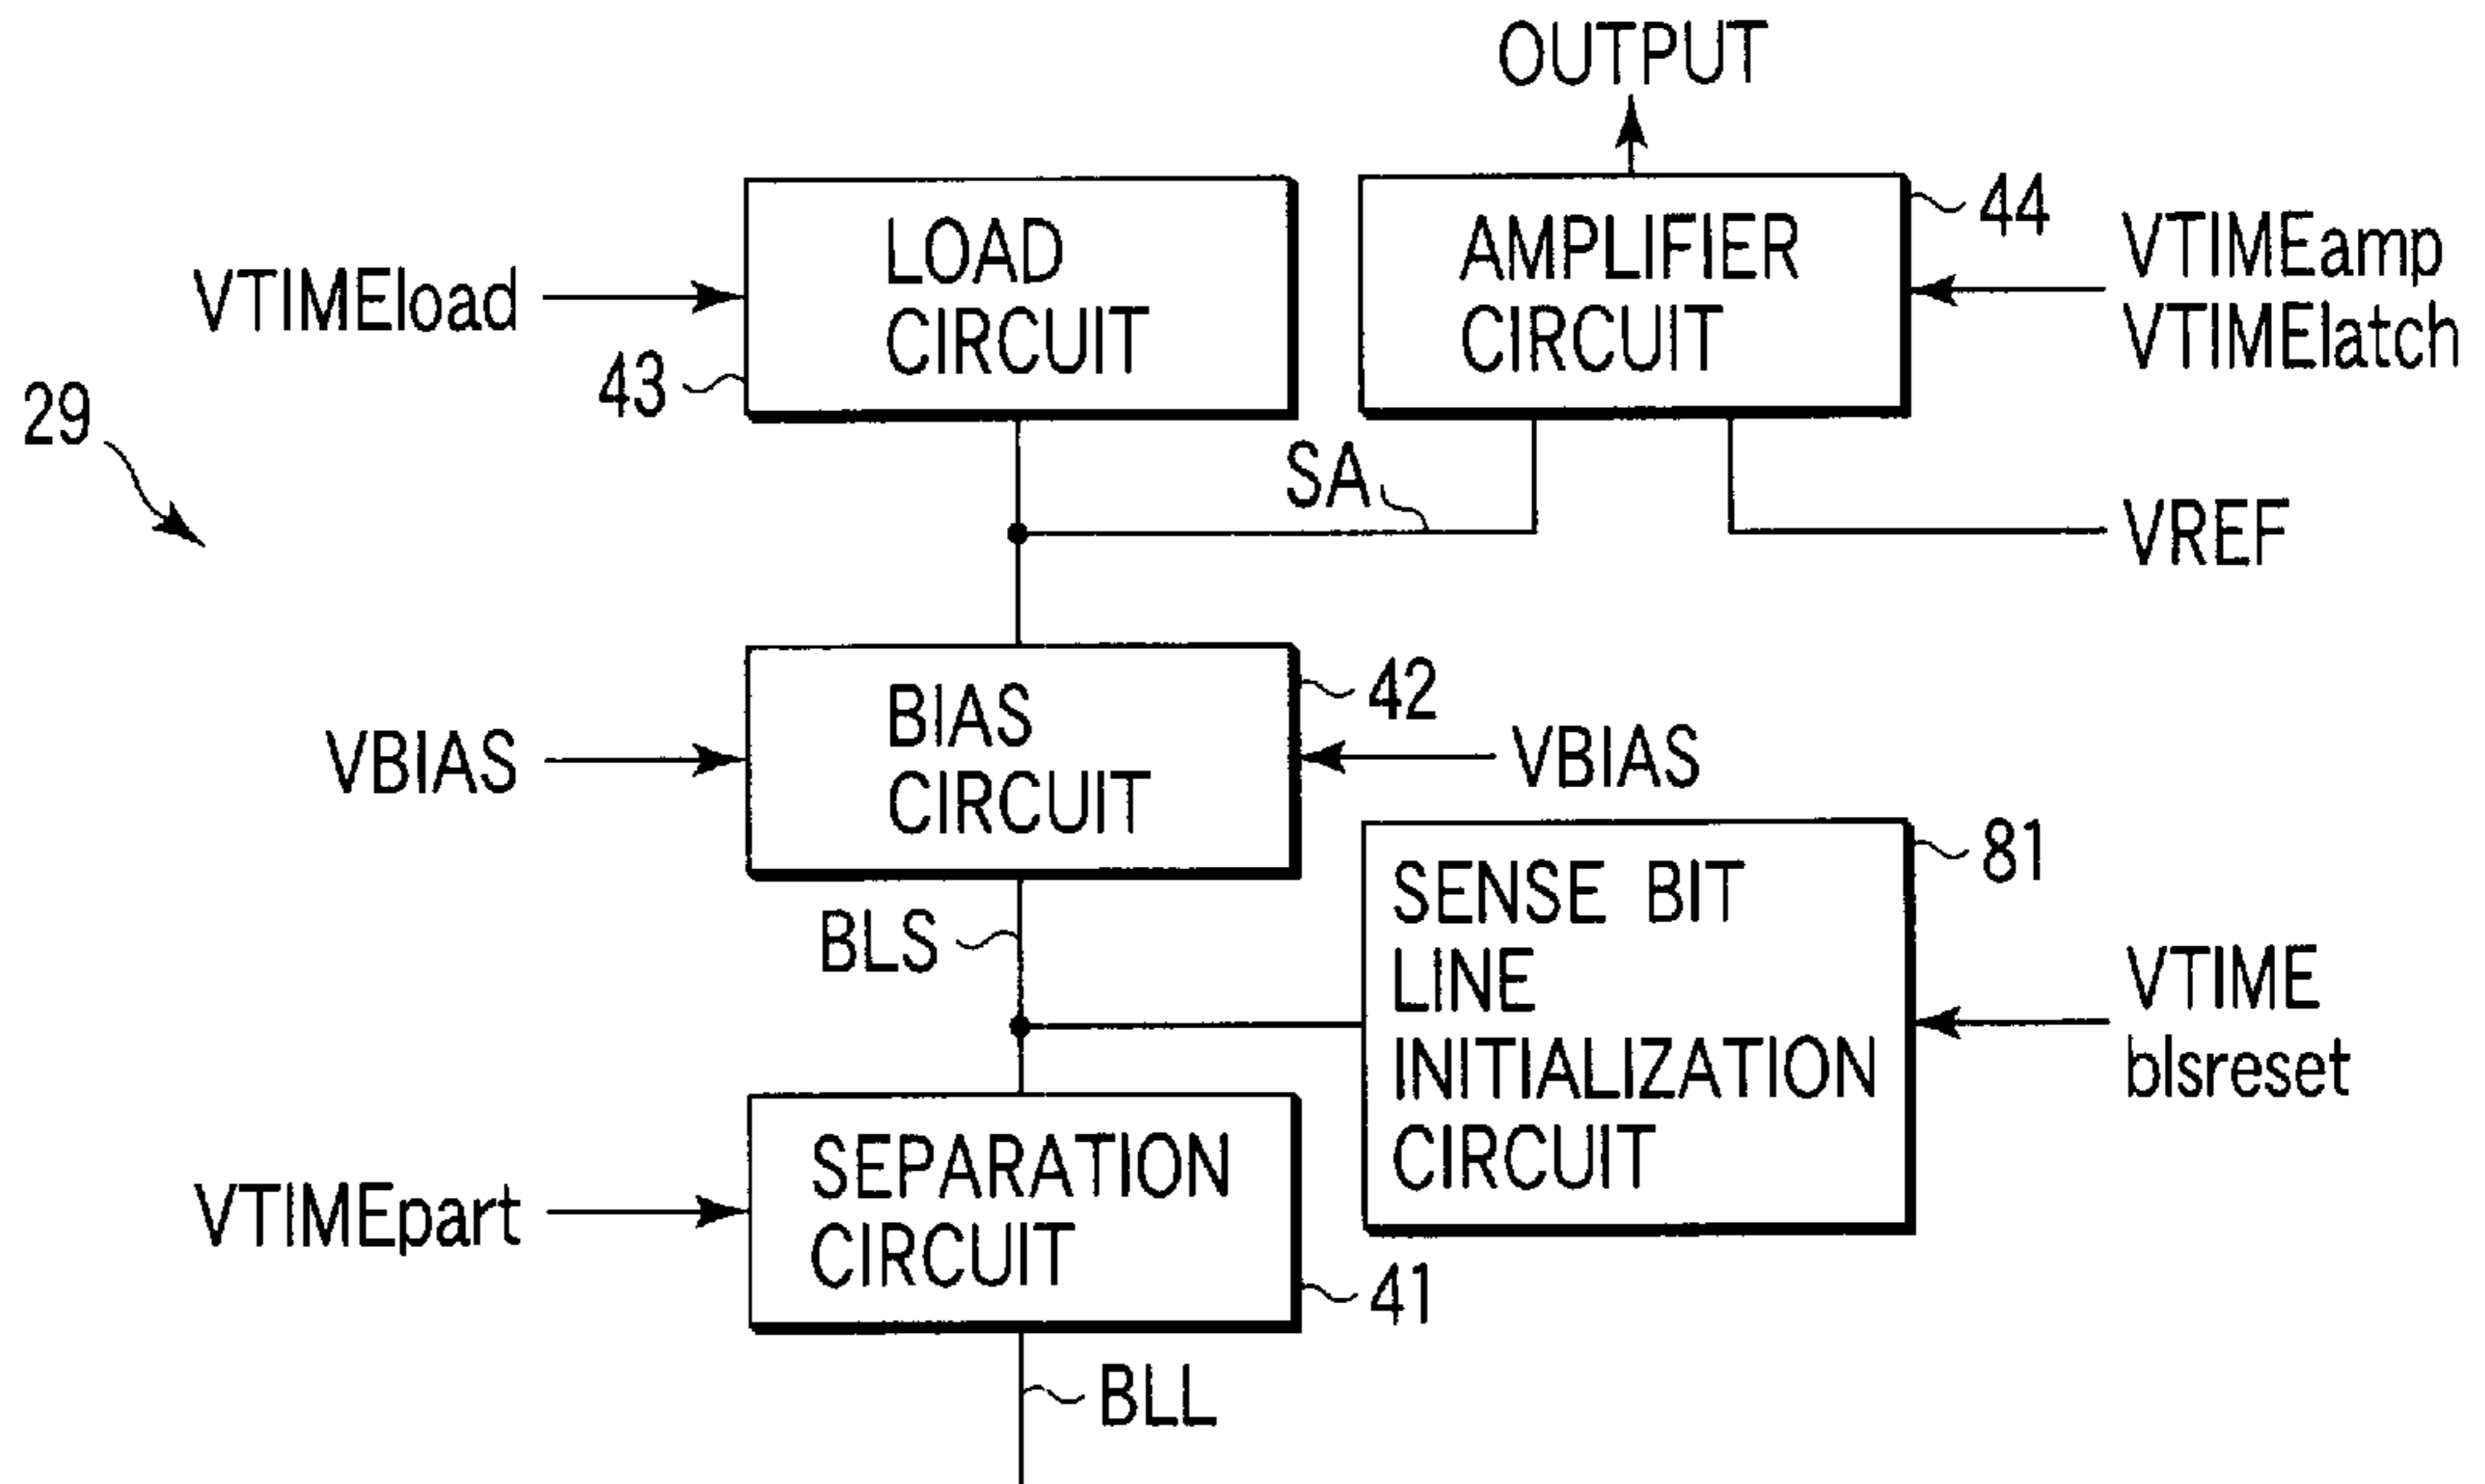 OUTPUT
LOAD
CIRCUIT
AMPLIFIER
CIRCUIT
44
VTIMEamp
VTIMElatch
VTIMEload
43
29
SA
VREF
BIAS
CIRCUIT
42
VBIAS
VBIAS
81
BLS
SENSE BIT
LINE
INITIALIZATION
CIRCUIT
VTIME
blsreset
SEPARATION
CIRCUIT
VTIMEpart
41
BLL